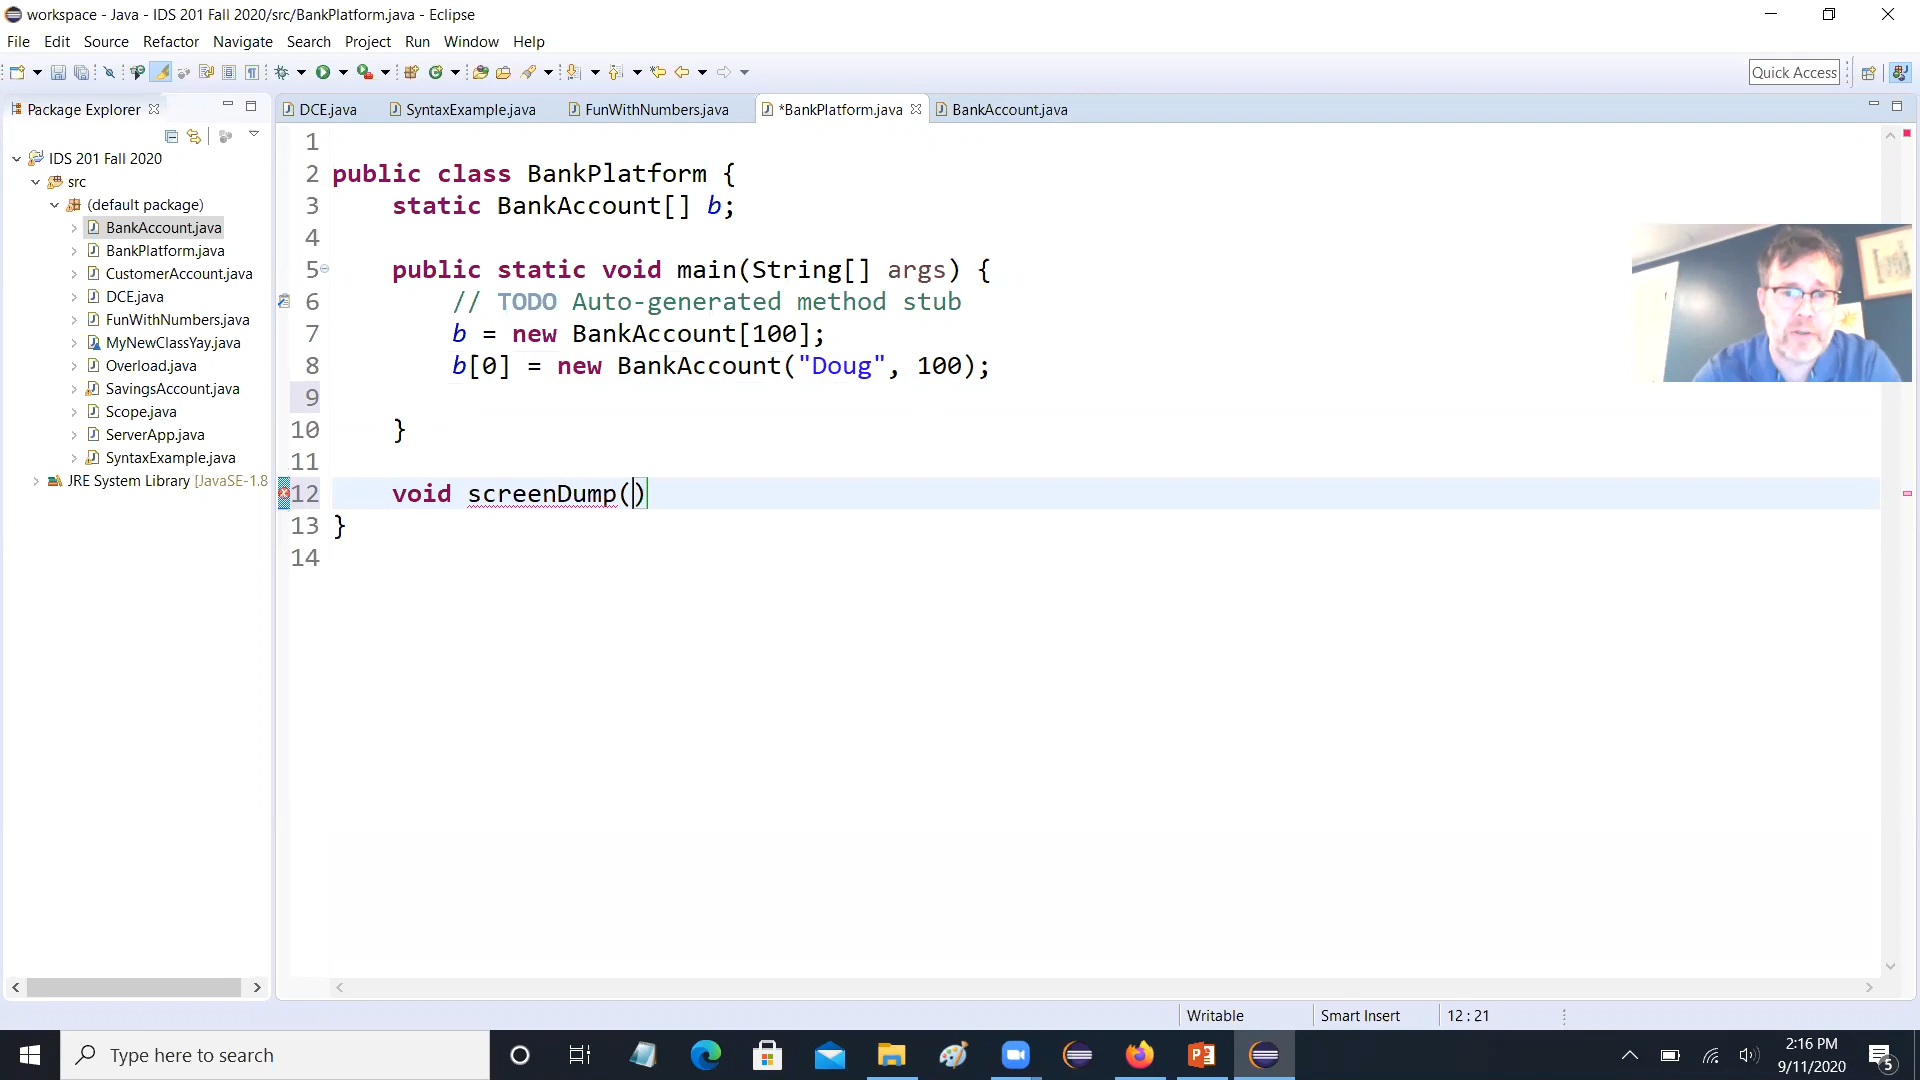 workspace - Java - IDS 201 Fall 2020/src/BankPlatform.java - Eclipse
File Edit Source Refactor Navigate Search Project Run Window Help
Quick Access
Package Explorer
DCE.java SyntaxExample.java FunWithNumbers.java *BankPlatform.java BankAccount.java
IDS 201 Fall 2020
src
(default package)
BankAccount.java
BankPlatform.java
CustomerAccount.java
DCE.java
FunWithNumbers.java
MyNewClassYay.java
Overload.java
SavingsAccount.java
Scope.java
ServerApp.java
SyntaxExample.java
JRE System Library [JavaSE-1.8
1
2 public class BankPlatform {
3 static BankAccount[] b;
4
5 public static void main(String[] args) {
6 // TODO Auto-generated method stub
7 b = new BankAccount[100];
8 b[0] = new BankAccount("Doug", 100);
9
10 }
11
12 void screenDump()
13 }
14
Writable Smart Insert 12 : 21
Type here to search
2:16 PM
9/11/2020
5